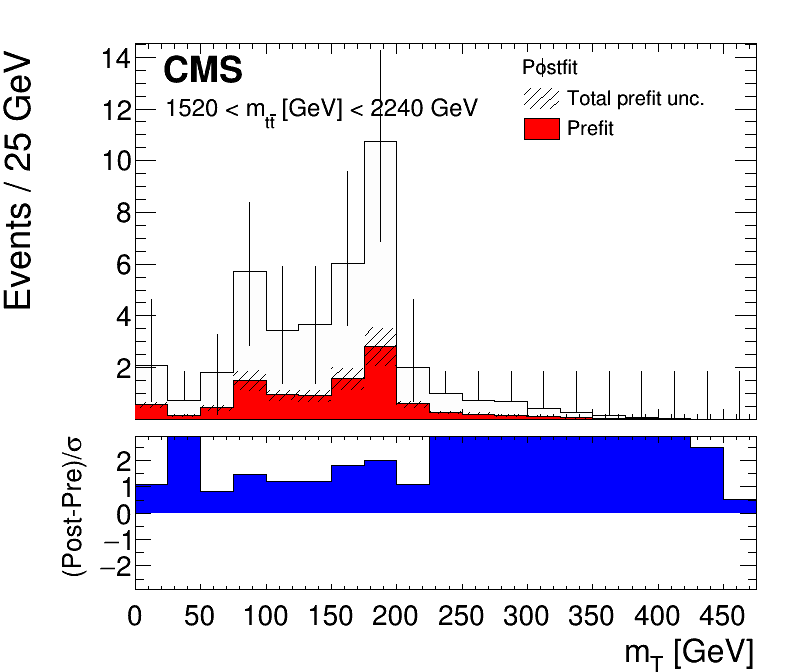 Events / 25 GeV
14
12
10
8
6
4
2
CMS
1520 < m_tt̄ [GeV] < 2240 GeV
Postfit
Total prefit unc.
Prefit
(Post-Pre)/σ
2
1
0
−1
−2
0 50 100 150 200 250 300 350 400 450
m_T [GeV]